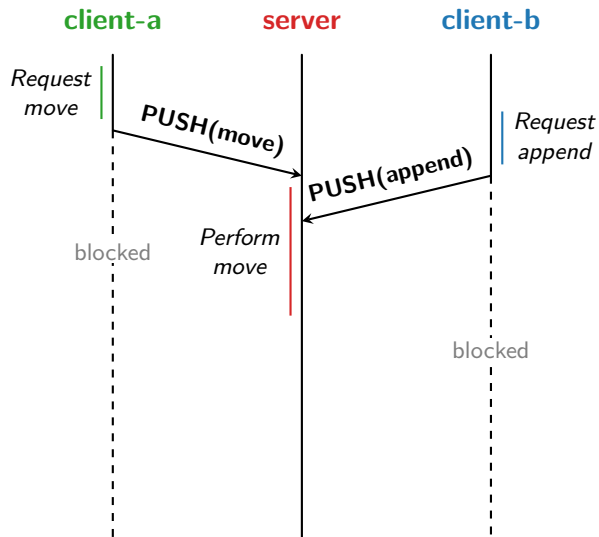 client-a
server
client-b
Request
move
PUSH(move)
Request
append
PUSH(append)
Perform
move
blocked
blocked